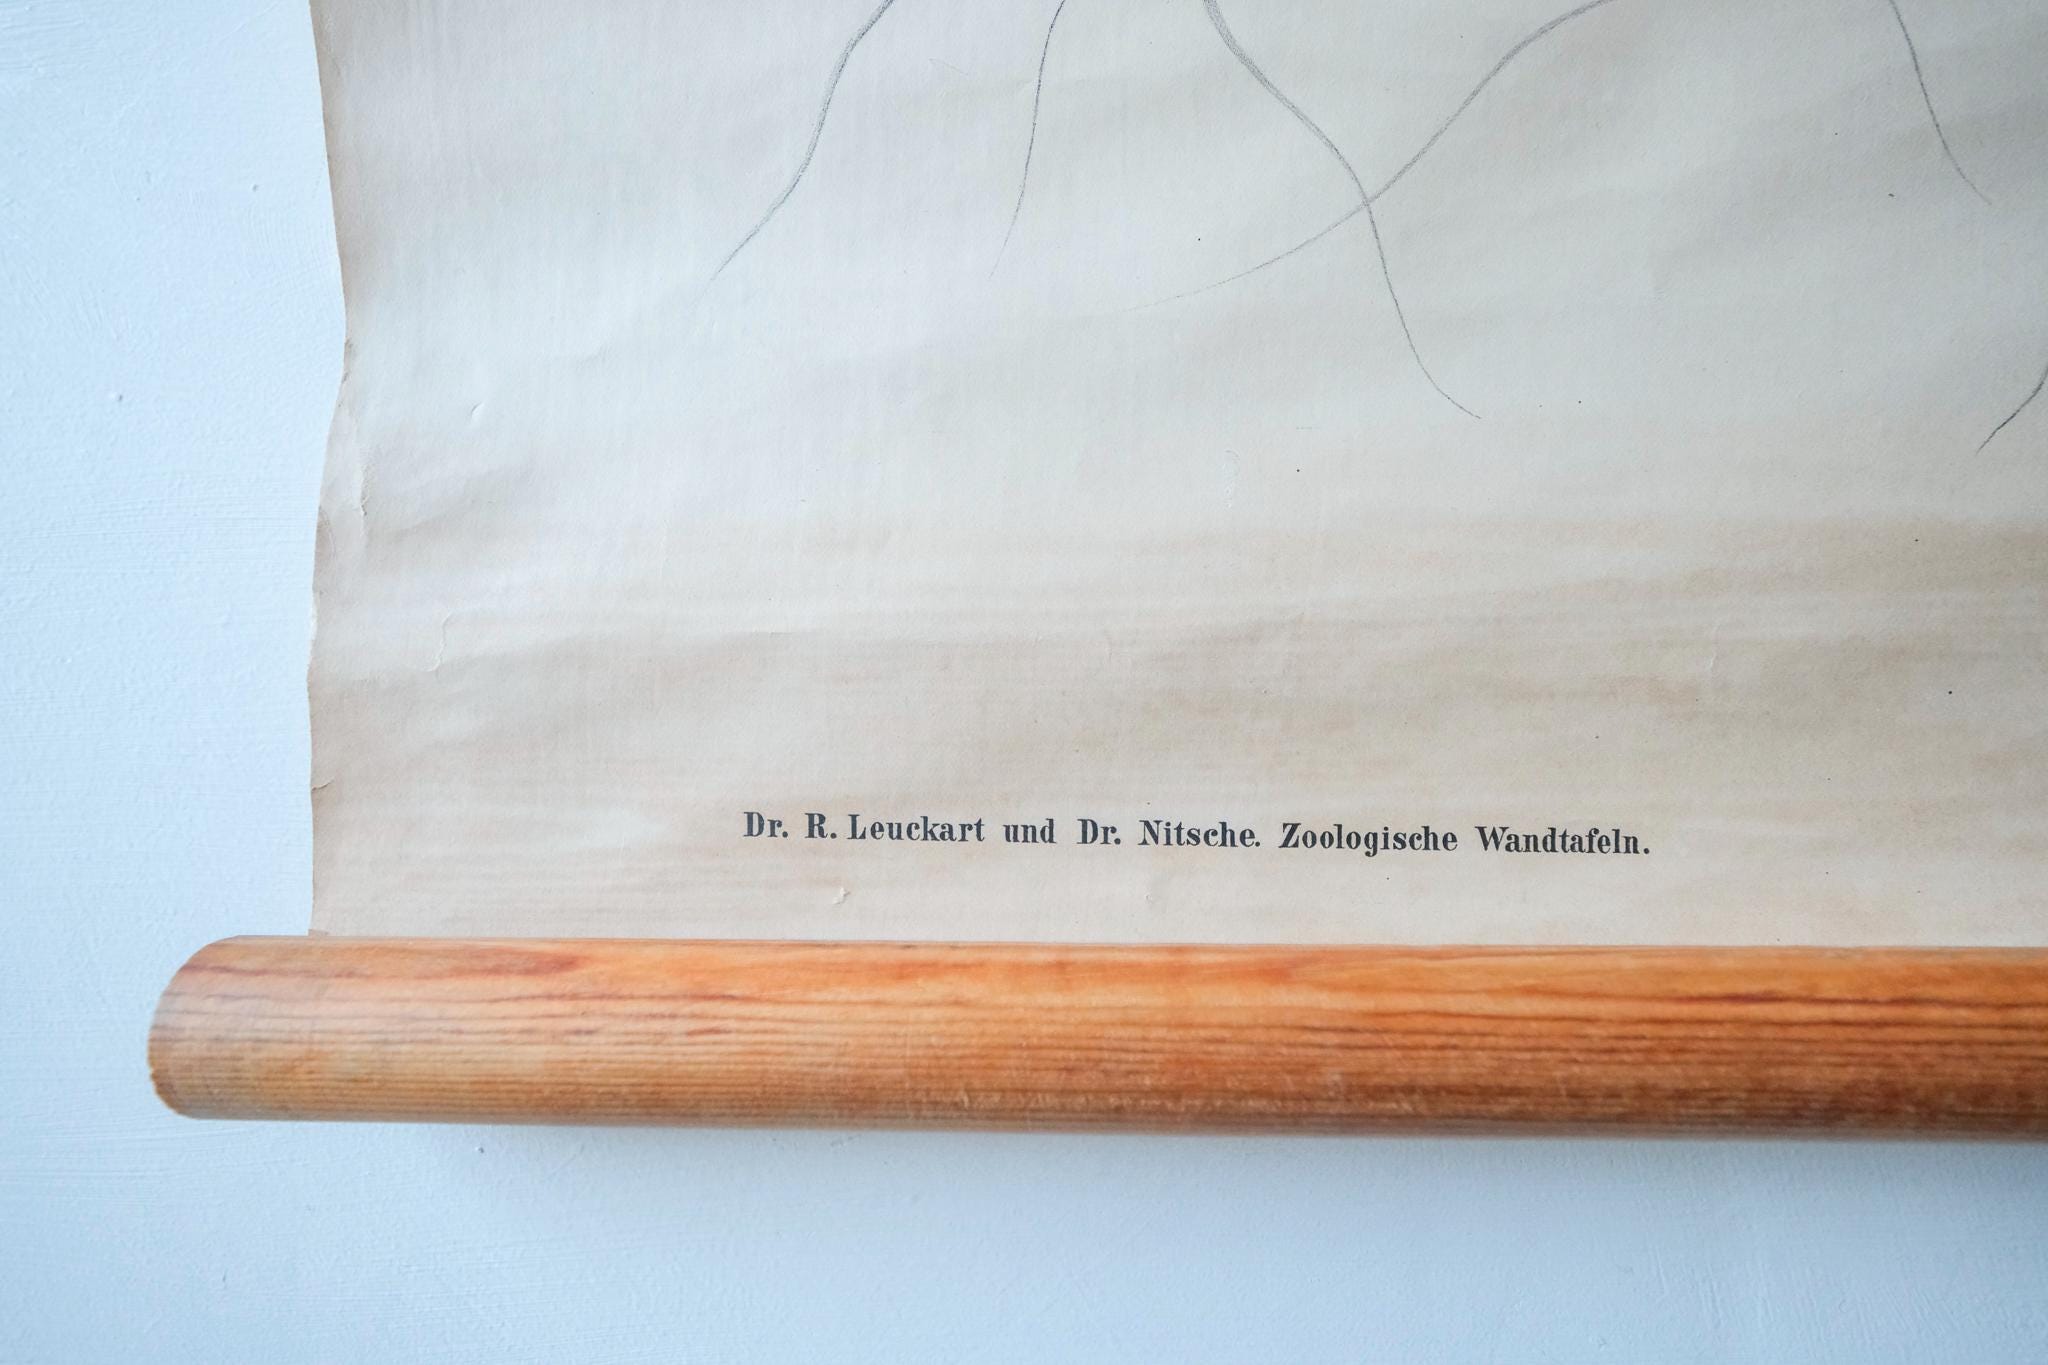 Dr. R. Leuckart und Dr. Nitsche. Zoologische Wandtafeln.